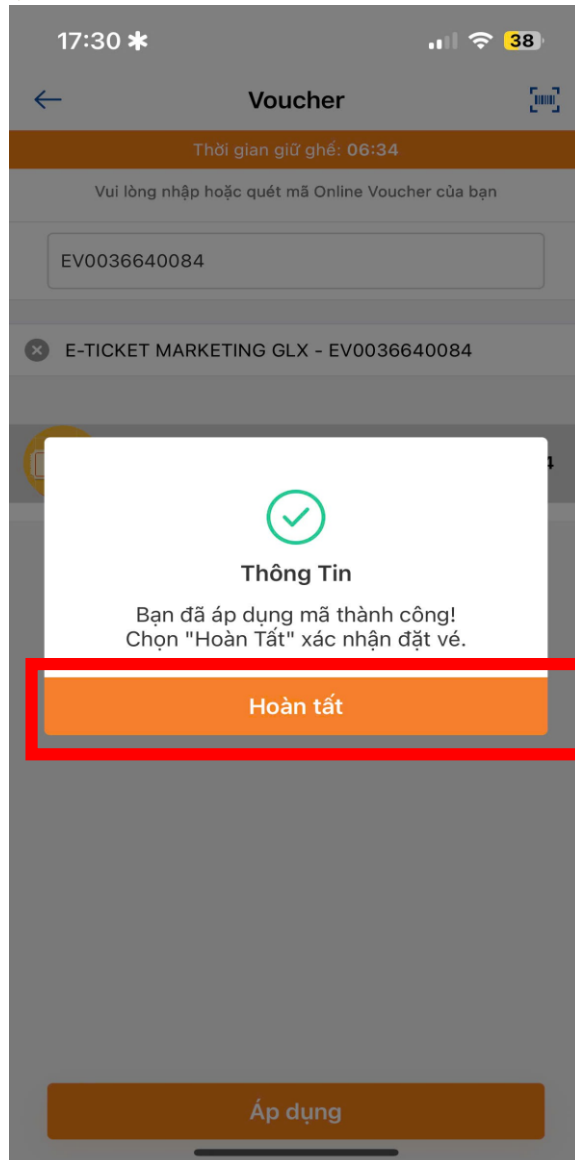 17:30
38
Voucher
Thời gian giữ ghế: 06:34
Vui lòng nhập hoặc quét mã Online Voucher của bạn
EV0036640084
E-TICKET MARKETING GLX - EV0036640084
4
Thông Tin
Bạn đã áp dụng mã thành công!
Chọn "Hoàn Tất" xác nhận đặt vé.
Hoàn tất
Áp dụng